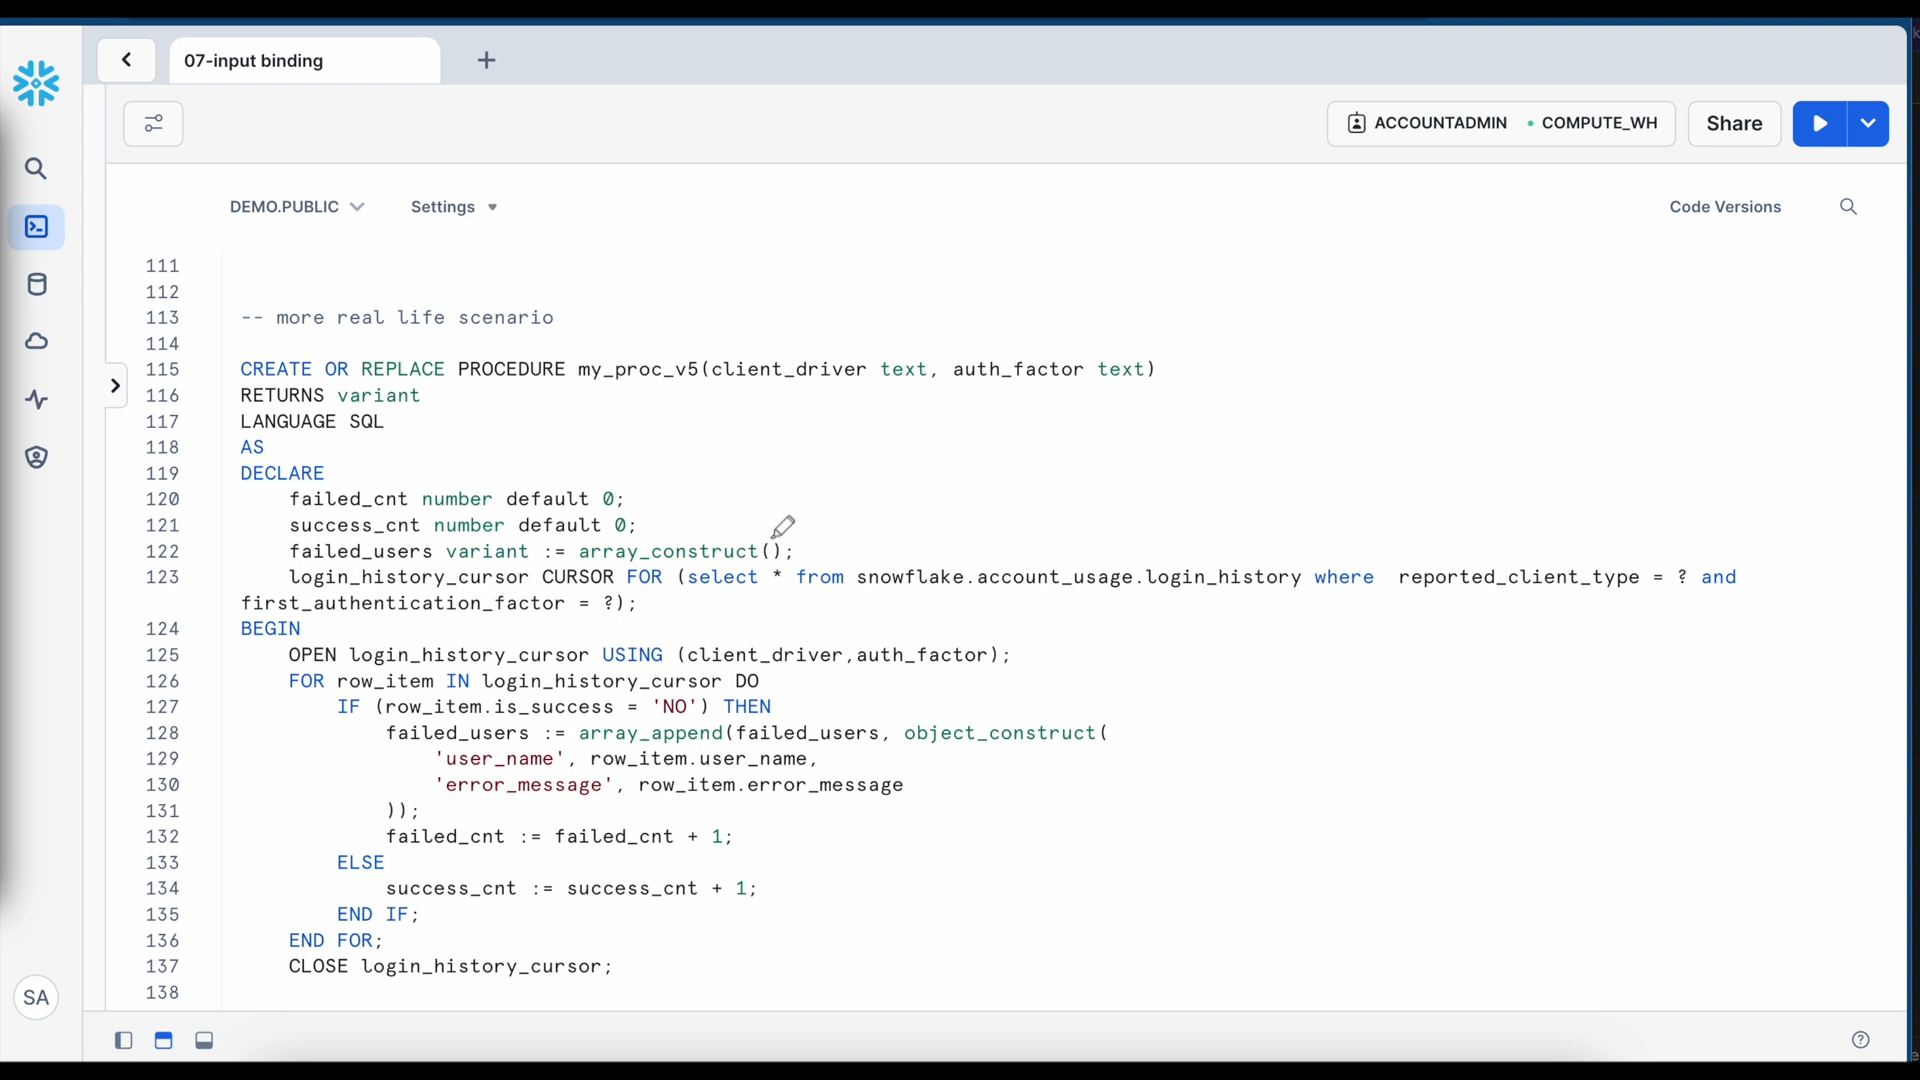 07-input binding
ACCOUNTADMIN
COMPUTE_WH
Share
DEMO.PUBLIC
Settings
Code Versions
111
112
113 -- more real life scenario
114
115 CREATE OR REPLACE PROCEDURE my_proc_v5(client_driver text, auth_factor text)
116 RETURNS variant
117 LANGUAGE SQL
118 AS
119 DECLARE
120 failed_cnt number default 0;
121 success_cnt number default 0;
122 failed_users variant := array_construct();
123 login_history_cursor CURSOR FOR (select * from snowflake.account_usage.login_history where  reported_client_type = ? and
first_authentication_factor = ?);
124 BEGIN
125 OPEN login_history_cursor USING (client_driver,auth_factor);
126 FOR row_item IN login_history_cursor DO
127 IF (row_item.is_success = 'NO') THEN
128 failed_users := array_append(failed_users, object_construct(
129 'user_name', row_item.user_name,
130 'error_message', row_item.error_message
131 ));
132 failed_cnt := failed_cnt + 1;
133 ELSE
134 success_cnt := success_cnt + 1;
135 END IF;
136 END FOR;
137 CLOSE login_history_cursor;
138
SA